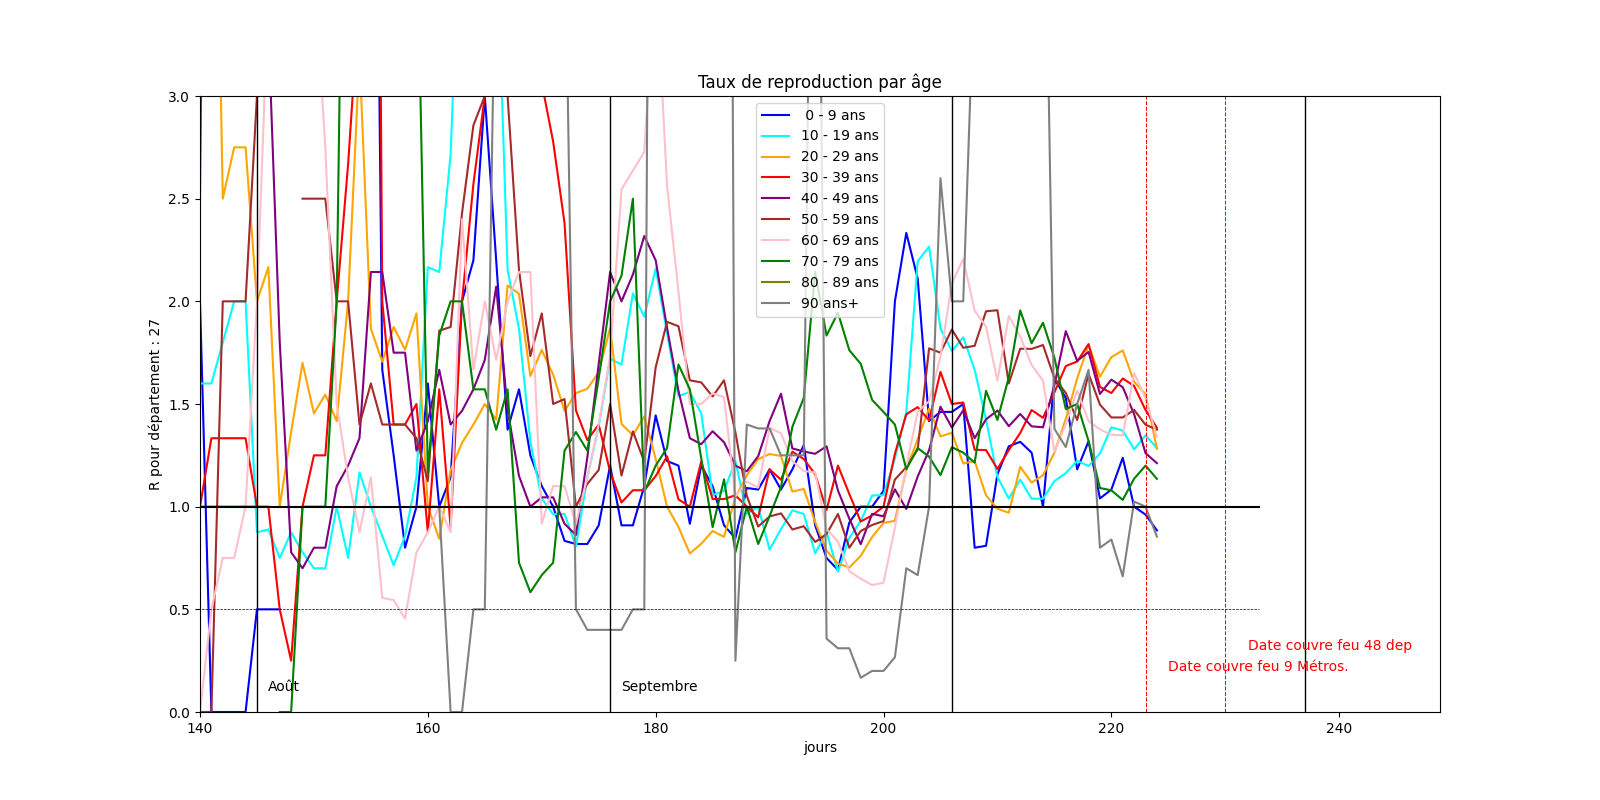 Taux de reproduction par âge
R pour département : 27
3.0
2.5
2.0
1.5
1.0
0.5
0.0
0 - 9 ans
10 - 19 ans
20 - 29 ans
30 - 39 ans
40 - 49 ans
50 - 59 ans
60 - 69 ans
70 - 79 ans
80 - 89 ans
90 ans+
Date couvre feu 48 dep
Date couvre feu 9 Métros.
Août
Septembre
140
160
180
200
220
240
jours